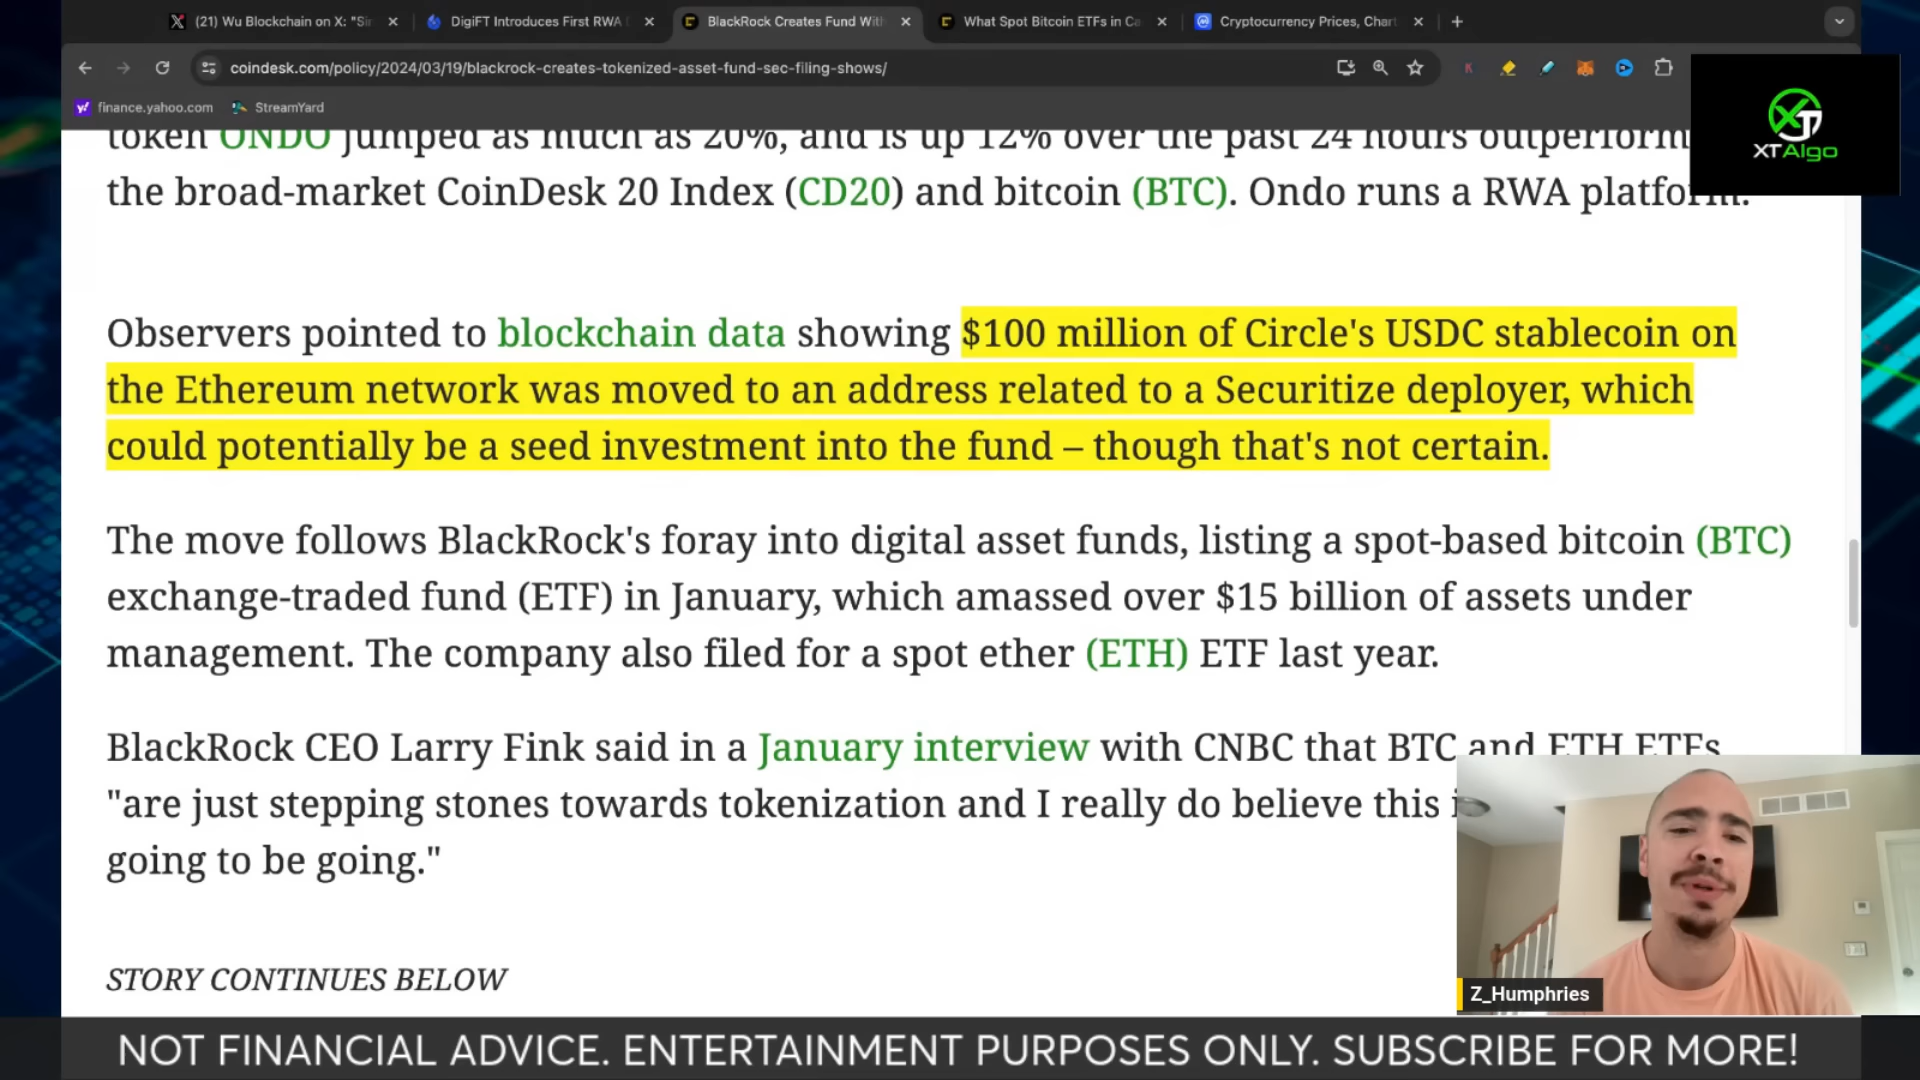 (21) Wu Blockchain on X: "Sir
DigiFT Introduces First RWA
BlackRock Creates Fund With
What Spot Bitcoin ETFs in Ca
Cryptocurrency Prices, Chart
coindesk.com/policy/2024/03/19/blackrock-creates-tokenized-asset-fund-sec-filing-shows/
finance.yahoo.com
StreamYard
XT
XTAlgo
token ONDO jumped as much as 20%, and is up 12% over the past 24 hours outperform
the broad-market CoinDesk 20 Index (CD20) and bitcoin (BTC). Ondo runs a RWA platform.
Observers pointed to blockchain data showing $100 million of Circle's USDC stablecoin on
the Ethereum network was moved to an address related to a Securitize deployer, which
could potentially be a seed investment into the fund – though that's not certain.
The move follows BlackRock's foray into digital asset funds, listing a spot-based bitcoin (BTC)
exchange-traded fund (ETF) in January, which amassed over $15 billion of assets under
management. The company also filed for a spot ether (ETH) ETF last year.
BlackRock CEO Larry Fink said in a January interview with CNBC that BTC and ETH ETFs
"are just stepping stones towards tokenization and I really do believe this
going to be going."
STORY CONTINUES BELOW
Z_Humphries
NOT FINANCIAL ADVICE. ENTERTAINMENT PURPOSES ONLY. SUBSCRIBE FOR MORE!